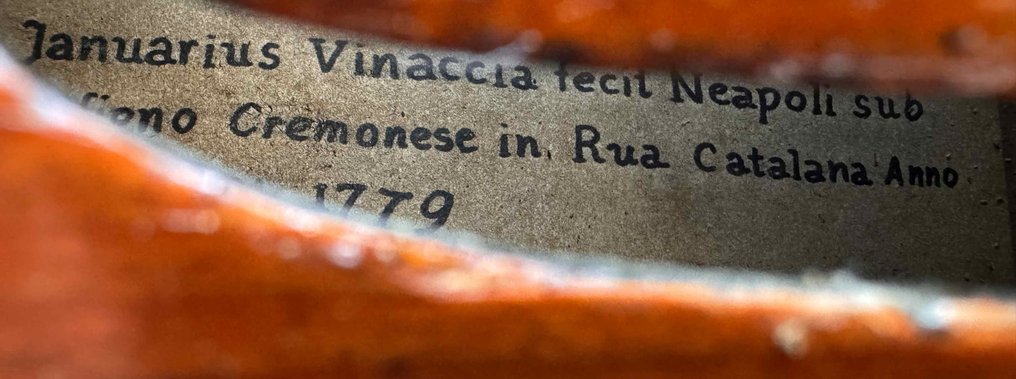 Januarius Vinaccia fecit Neapoli sub
Cremonese in Rua Catalana Anno
1779